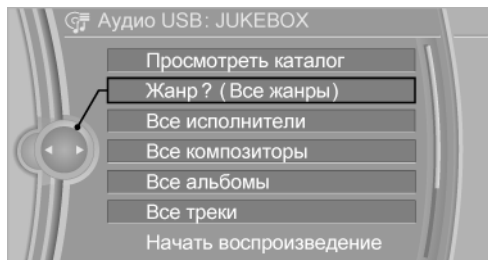 Аудио USB: JUKEBOX
Просмотреть каталог
Жанр ? ( Все жанры)
Все исполнители
Все композиторы
Все альбомы
Все треки
Начать воспроизведение